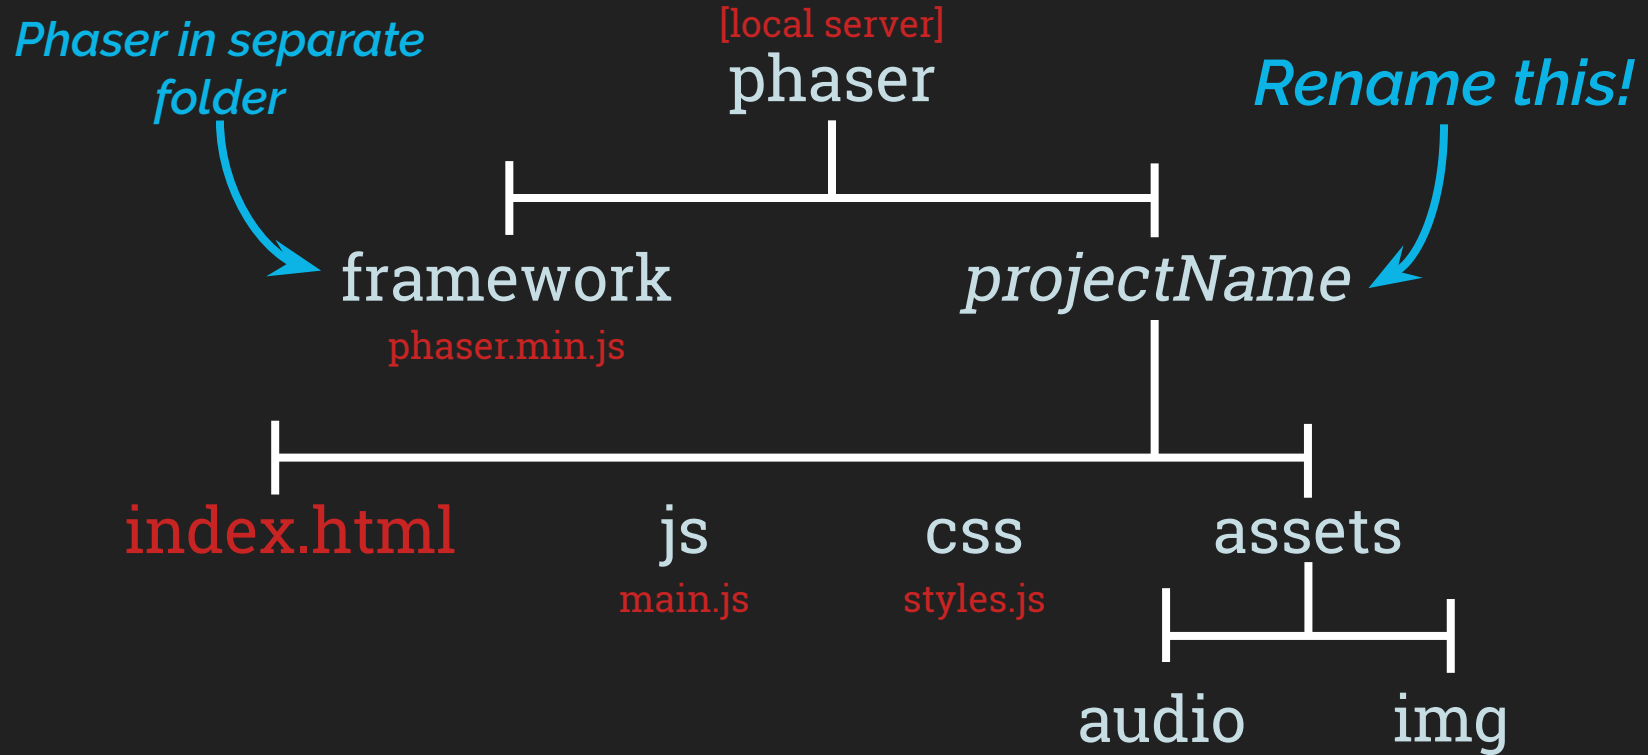 Phaser in separate
folder
[local server]
phaser
Rename this!
framework
phaser.min.js
projectName
index.html
js
main.js
css
styles.js
assets
audio
img